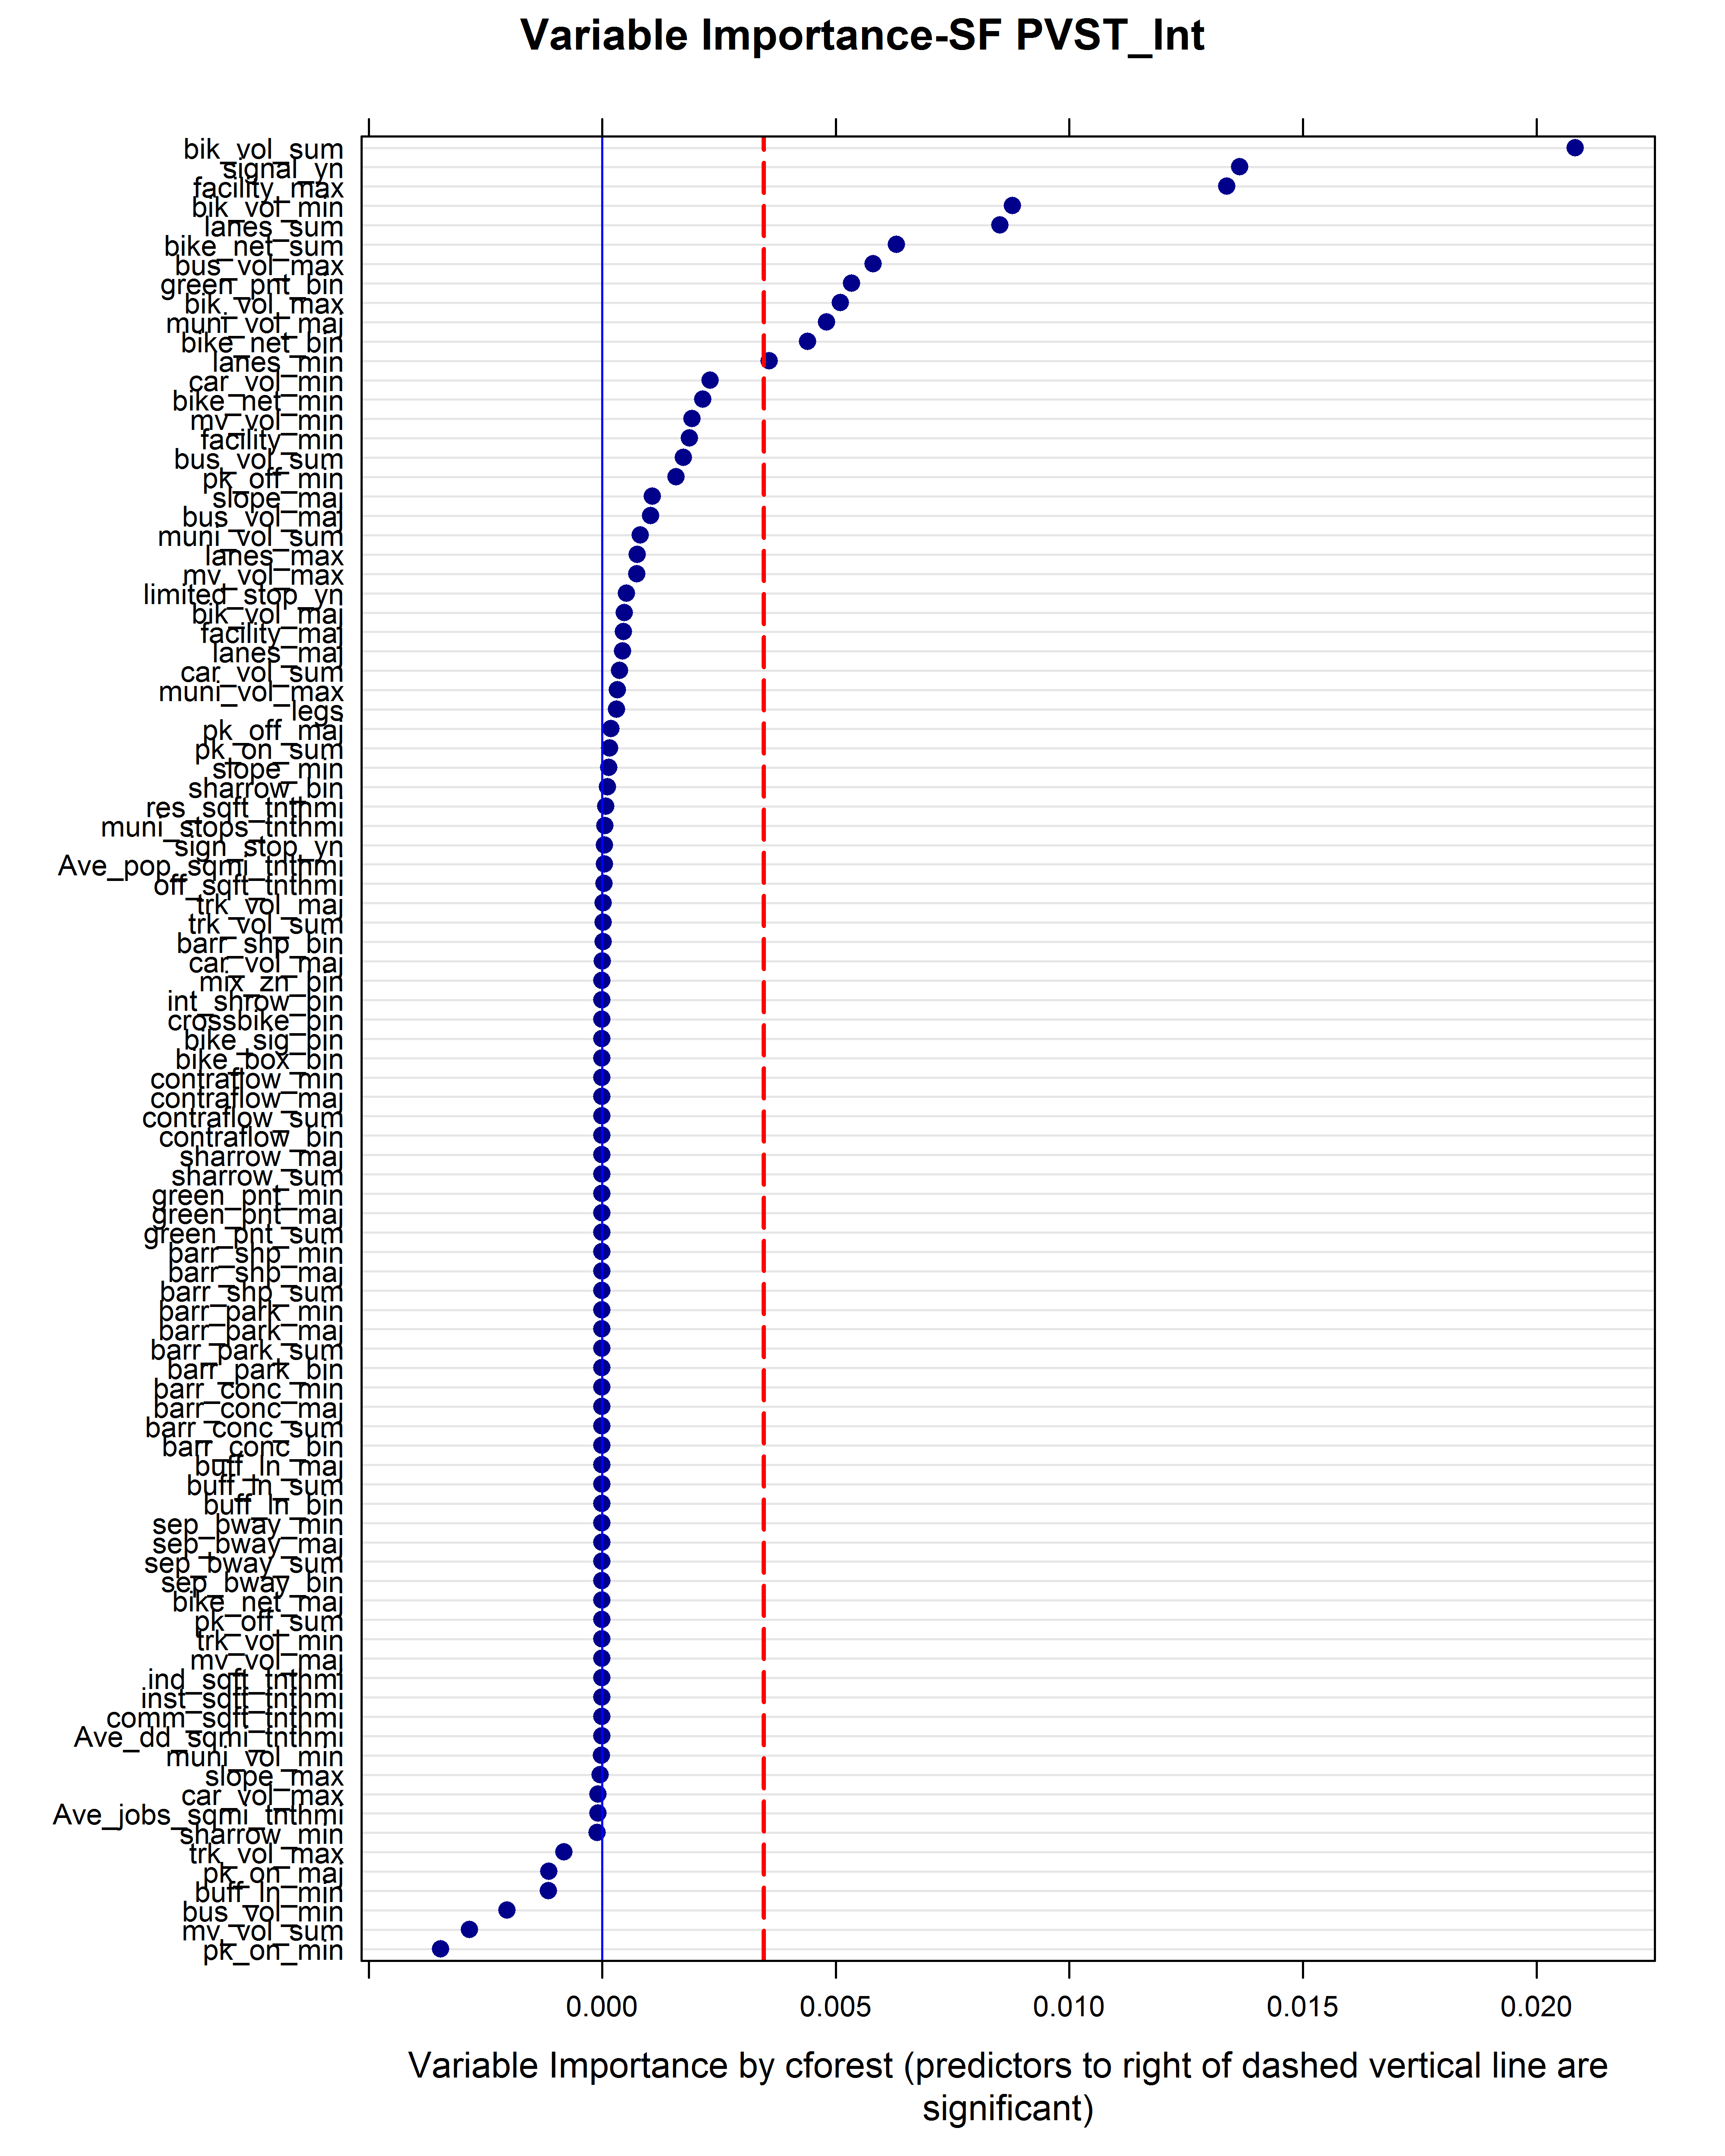 Variable Importance-SF PVST_Int
bik_vol_sum
signal_yn
facility_max
bik_vol_min
lanes_sum
bike_net_sum
bus_vol_max
green_pnt_bin
bik_vol_max
muni_vol_maj
bike_net_bin
lanes_min
car_vol_min
bike_net_min
mv_vol_min
facility_min
bus_vol_sum
pk_off_min
slope_maj
bus_vol_maj
muni_vol_sum
lanes_max
mv_vol_max
limited_stop_yn
bik_vol_maj
facility_maj
lanes_maj
car_vol_sum
muni_vol_max
legs
pk_off_maj
pk_on_sum
slope_min
sharrow_bin
res_sqft_tnthmi
muni_stops_tnthmi
sign_stop_yn
Ave_pop_sqmi_tnthmi
off_sqft_tnthmi
trk_vol_maj
trk_vol_sum
barr_shp_bin
car_vol_maj
mix_zn_bin
int_shrow_bin
crossbike_bin
bike_sig_bin
bike_box_bin
contraflow_min
contraflow_maj
contraflow_sum
contraflow_bin
sharrow_maj
sharrow_sum
green_pnt_min
green_pnt_maj
green_pnt_sum
barr_shp_min
barr_shp_maj
barr_shp_sum
barr_park_min
barr_park_maj
barr_park_sum
barr_park_bin
barr_conc_min
barr_conc_maj
barr_conc_sum
barr_conc_bin
buff_ln_maj
buff_ln_sum
buff_ln_bin
sep_bway_min
sep_bway_maj
sep_bway_sum
sep_bway_bin
bike_net_maj
pk_off_sum
trk_vol_min
mv_vol_maj
ind_sqft_tnthmi
inst_sqft_tnthmi
comm_sqft_tnthmi
Ave_dd_sqmi_tnthmi
muni_vol_min
slope_max
car_vol_max
Ave_jobs_sqmi_tnthmi
sharrow_min
trk_vol_max
pk_on_maj
buff_ln_min
bus_vol_min
mv_vol_sum
pk_on_min
0.000 0.005 0.010 0.015 0.020
Variable Importance by cforest (predictors to right of dashed vertical line are
significant)